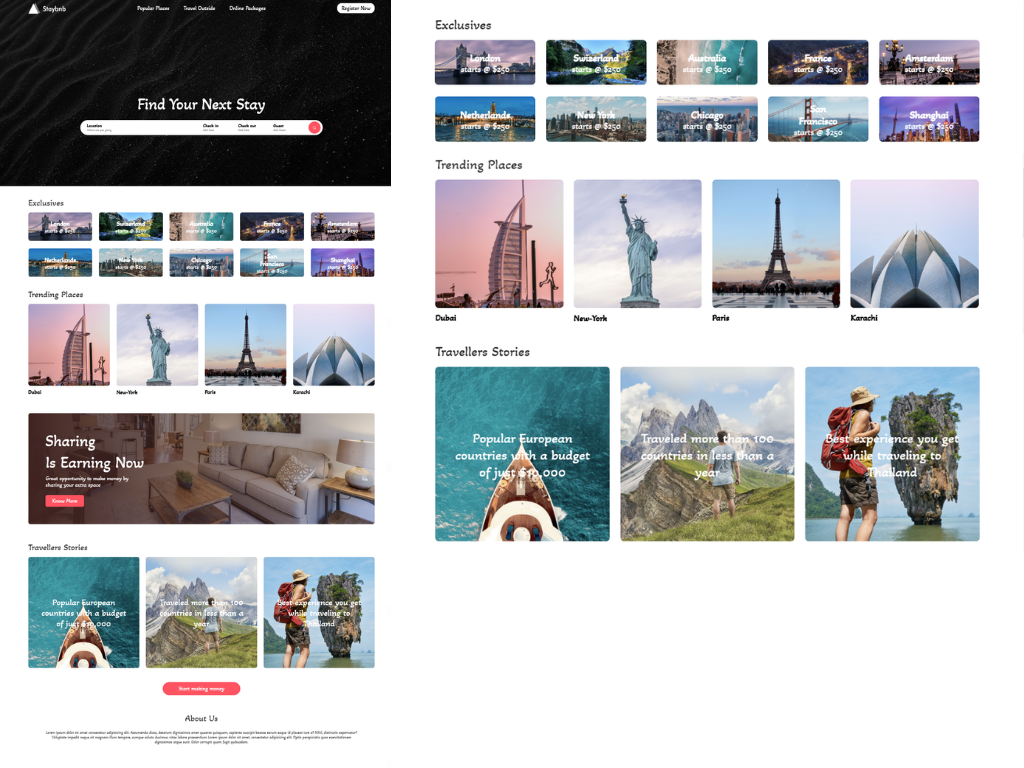 Staybnb
Popular Places
Travel Outside
Online Packages
Register Now
Find Your Next Stay
Location
Check in
Check out
Guest
Exclusives
London
starts @ $250
Swizerland
starts @ $250
Australia
starts @ $250
France
starts @ $250
Amsterdam
starts @ $250
Netherlands
starts @ $250
New York
starts @ $250
Chicago
starts @ $250
San
Francisco
starts @ $250
Shanghai
starts @ $250
Trending Places
Dubai
New-York
Paris
Karachi
Sharing
Is Earning Now
Great opportunity to make money by
sharing your extra space
Know More
Travellers Stories
Popular European
countries with a budget
of just $10,000
Traveled more than 100
countries in less than a
year
Best experience you get
while traveling to
Thailand
Start making money
About Us
Exclusives
London
starts @ $250
Swizerland
starts @ $250
Australia
starts @ $250
France
starts @ $250
Amsterdam
starts @ $250
Netherlands
starts @ $250
New York
starts @ $250
Chicago
starts @ $250
San
Francisco
starts @ $250
Shanghai
starts @ $250
Trending Places
Dubai
New-York
Paris
Karachi
Travellers Stories
Popular European
countries with a budget
of just $10,000
Traveled more than 100
countries in less than a
year
Best experience you get
while traveling to
Thailand